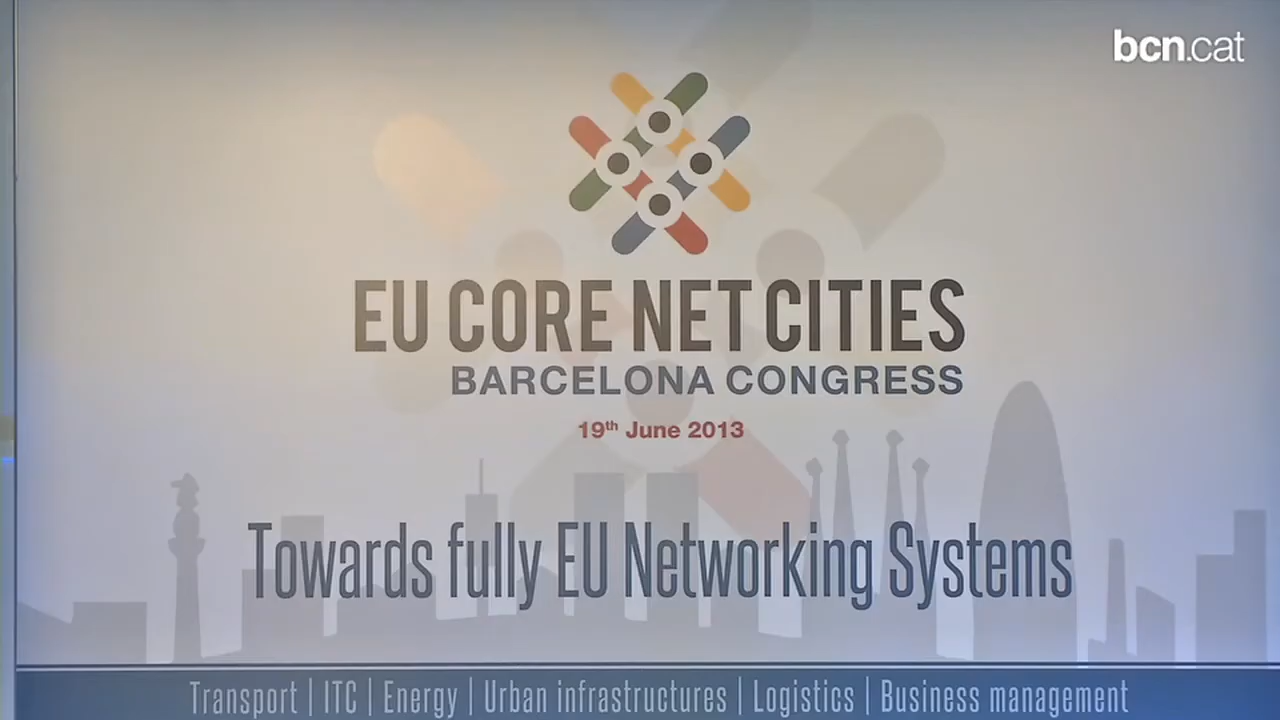 bcn.cat
EU CORE NET CITIES
BARCELONA CONGRESS
19th June 2013
Towards fully EU Networking Systems
Transport | ITC | Energy | Urban infrastructures | Logistics | Business management